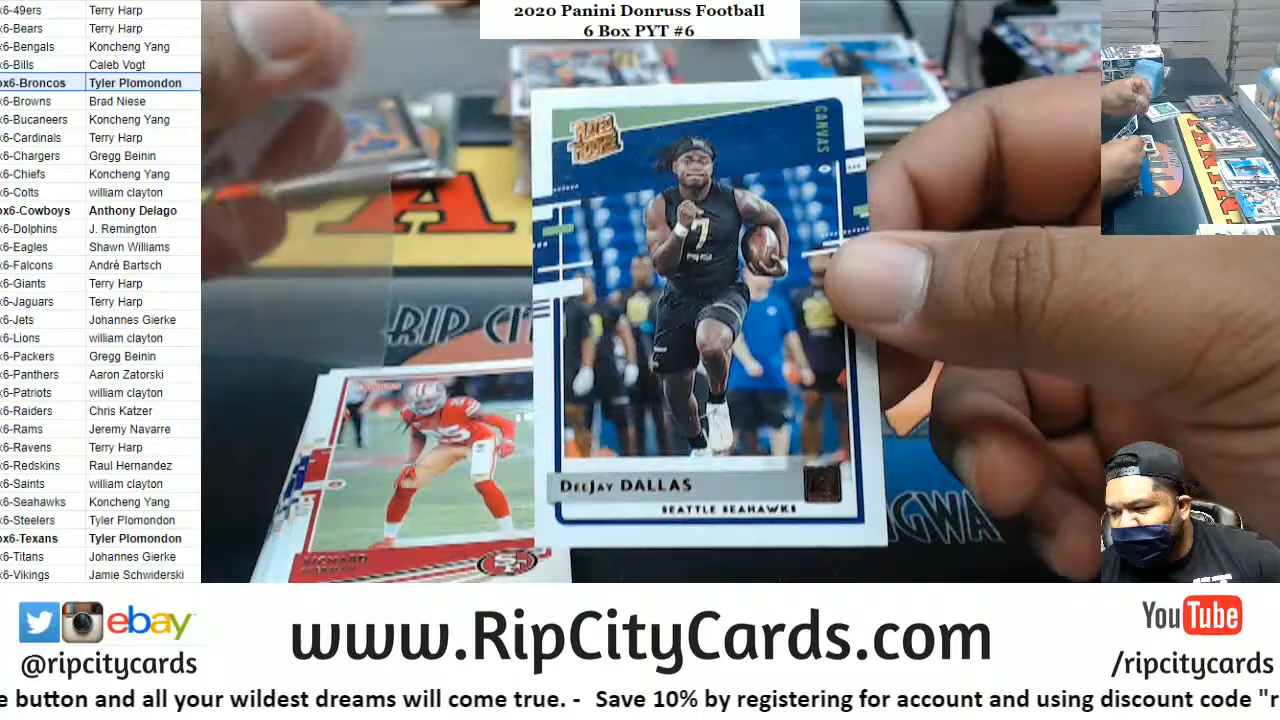 2020 Panini Donruss Football
6 Box PYT #6
x6-49ers Terry Harp
x6-Bears Terry Harp
x6-Bengals Koncheng Yang
x6-Bills Caleb Vogt
ox6-Broncos Tyler Plomondon
x6-Browns Brad Niese
x6-Bucaneers Koncheng Yang
x6-Cardinals Terry Harp
x6-Chargers Gregg Beinin
x6-Chiefs Koncheng Yang
x6-Colts william clayton
ox6-Cowboys Anthony Delago
x6-Dolphins J. Remington
x6-Eagles Shawn Williams
x6-Falcons André Bartsch
x6-Giants Terry Harp
x6-Jaguars Terry Harp
x6-Jets Johannes Gierke
x6-Lions william clayton
x6-Packers Gregg Beinin
x6-Panthers Aaron Zatorski
x6-Patriots william clayton
x6-Raiders Chris Katzer
x6-Rams Jeremy Navarre
x6-Ravens Terry Harp
x6-Redskins Raul Hernandez
x6-Saints william clayton
x6-Seahawks Koncheng Yang
x6-Steelers Tyler Plomondon
ox6-Texans Tyler Plomondon
x6-Titans Johannes Gierke
x6-Vikings Jamie Schwiderski
RATED
ROOKIE
CANVAS
7
DEEJAY DALLAS
SEATTLE SEAHAWKS
A
RIP CIT
RICHARD
SF
ebay
@ripcitycards
www.RipCityCards.com
YouTube
/ripcitycards
e button and all your wildest dreams will come true. - Save 10% by registering for account and using discount code "r